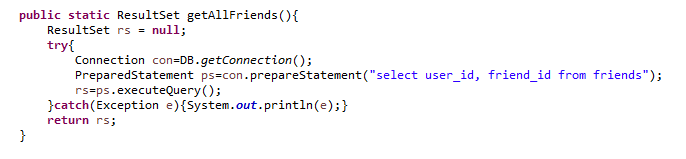 public static ResultSet getAllFriends(){
ResultSet rs = null;
try{
Connection con=DB.getConnection();
PreparedStatement ps=con.prepareStatement("select user_id, friend_id from friends");
rs=ps.executeQuery();
}catch(Exception e){System.out.println(e);}
return rs;
}